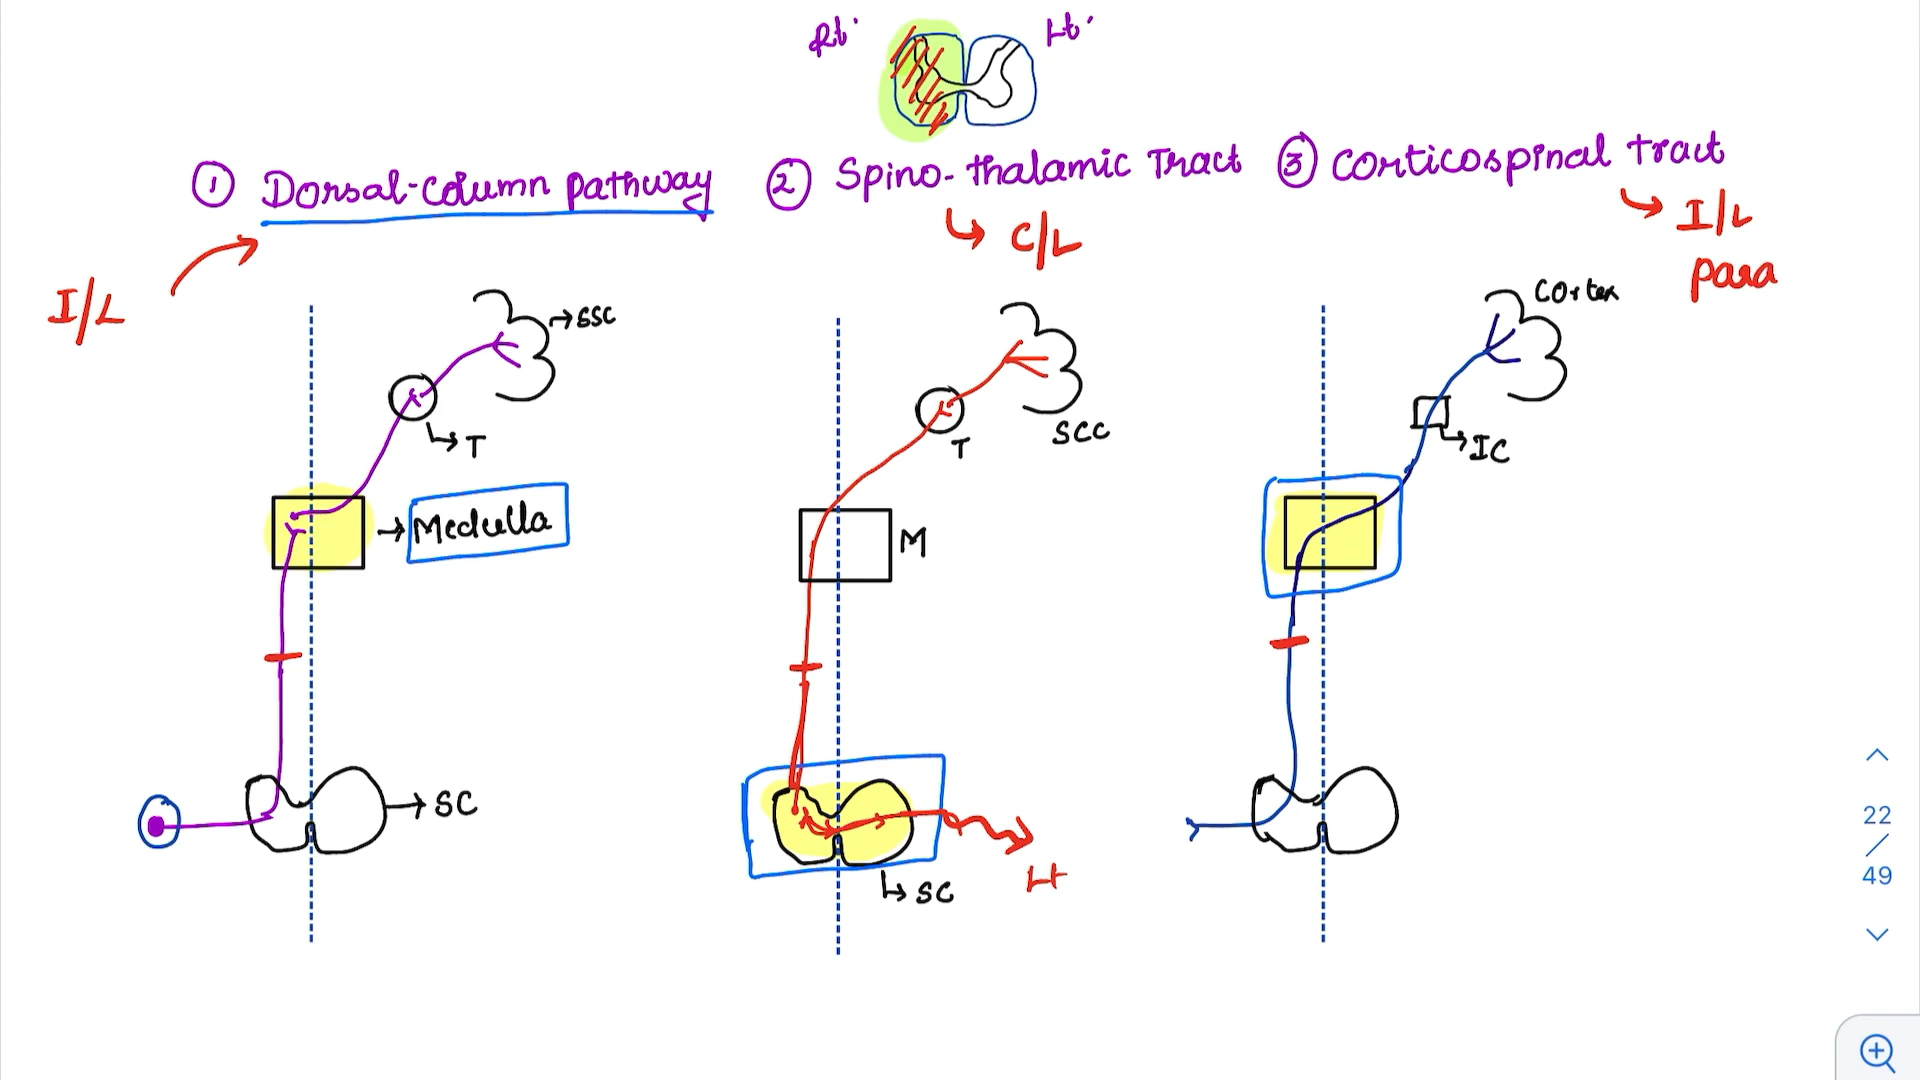 Rt.
Lt.
① Dorsal-Column pathway
② Spino-thalamic Tract
③ Corticospinal tract
I/L
C/L
I/L
para
SSC
T
Medulla
SC
SCC
T
M
SC
Lt
Cortex
IC
22
/
49